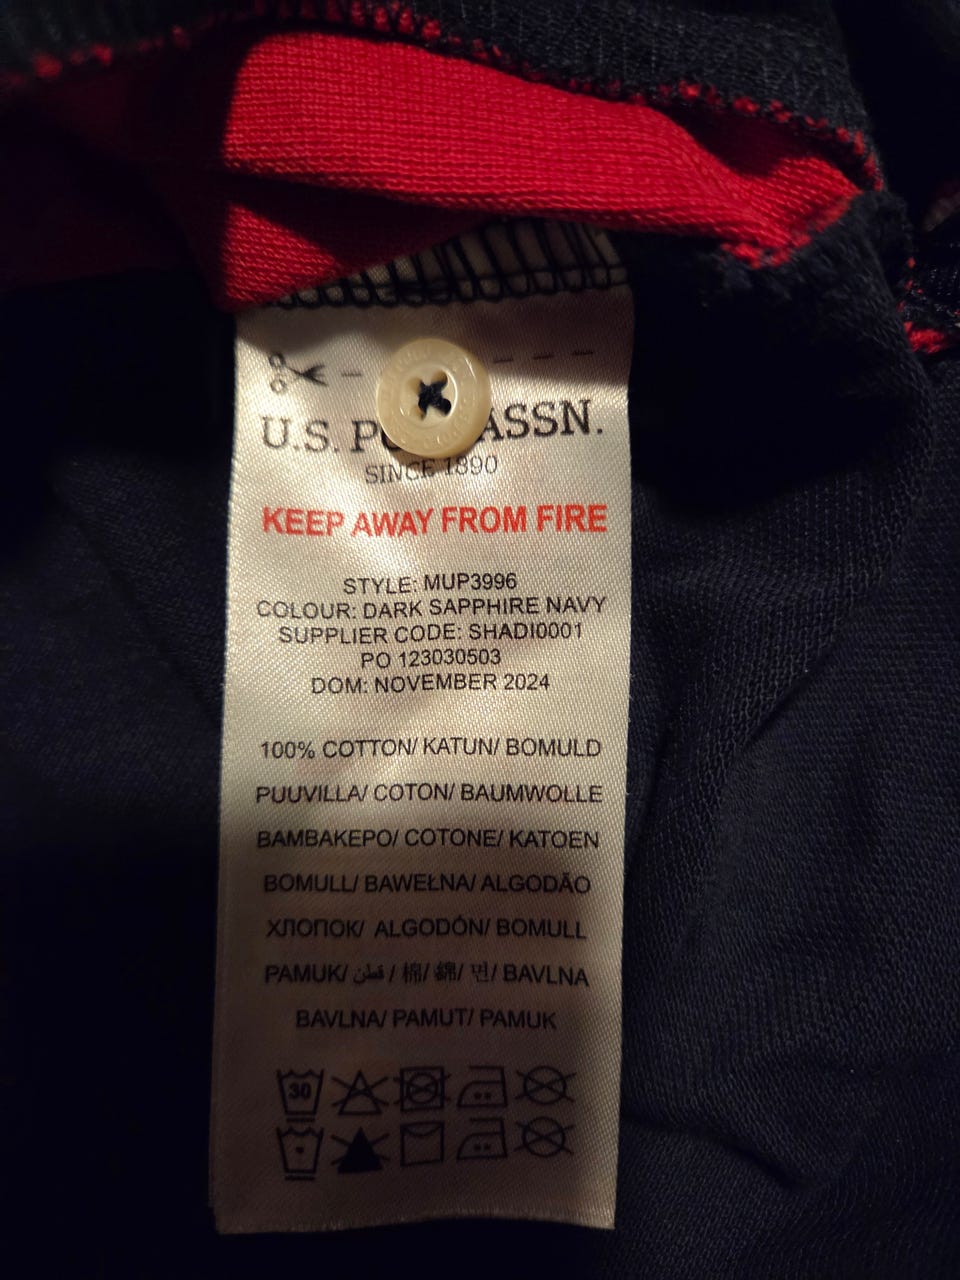 U.S. P ASSN.
SINCE 1890
KEEP AWAY FROM FIRE
STYLE: MUP3996
COLOUR: DARK SAPPHIRE NAVY
SUPPLIER CODE: SHADI0001
PO 123030503
DOM: NOVEMBER 2024
100% COTTON/ KATUN/ BOMULD
PUUVILLA/ COTON/ BAUMWOLLE
BAMBAKEPO/ COTONE/ KATOEN
BOMULL/ BAWEŁNA/ ALGODÃO
ХЛОПОК/ ALGODÓN/ BOMULL
PAMUK/ قطن / 棉/ 綿/ 면/ BAVLNA
BAVLNA/ PAMUT/ PAMUK
30